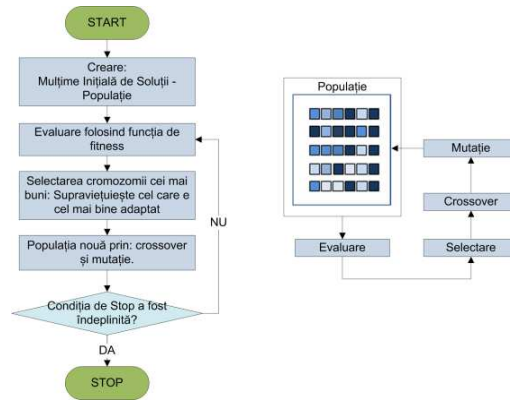 START
Creare:
Mulțime Inițială de Soluții -
Populație
Evaluare folosind funcția de
fitness
Selectarea cromozomii cei mai
buni: Supraviețuiește cel care e
cel mai bine adaptat
Populația nouă prin: crossover
și mutație.
Condiția de Stop a fost
îndeplinită?
NU
DA
STOP
Populație
Mutație
Crossover
Selectare
Evaluare